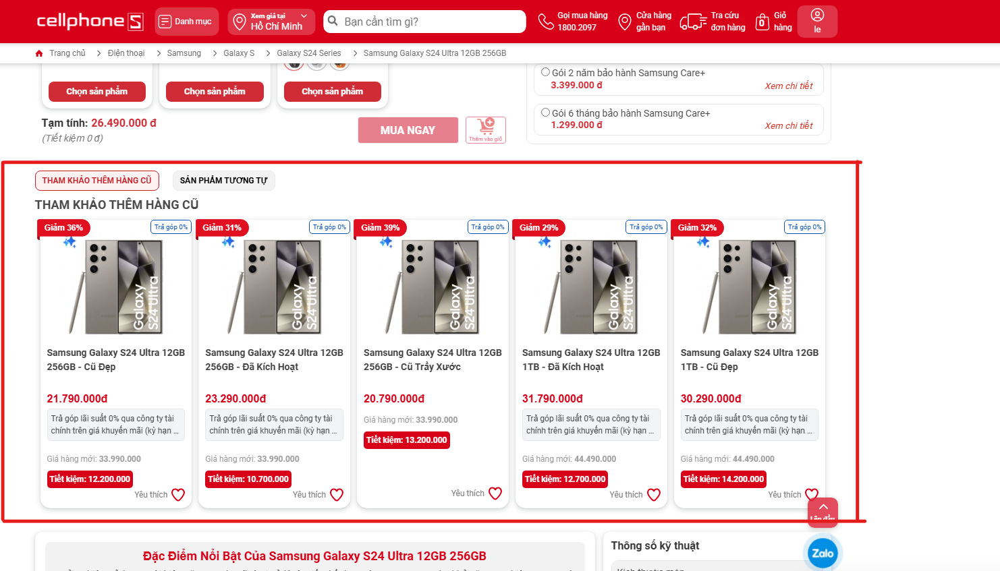 cellphoneS
Danh mục
Xem giá tại
Hồ Chí Minh
Bạn cần tìm gì?
Gọi mua hàng
1800.2097
Cửa hàng
gần bạn
Tra cứu
đơn hàng
0
Giỏ
hàng
le
Trang chủ
Điện thoại
Samsung
Galaxy S
Galaxy S24 Series
Samsung Galaxy S24 Ultra 12GB 256GB
Chọn sản phẩm
Chọn sản phẩm
Chọn sản phẩm
Tạm tính: 26.490.000 đ
(Tiết kiệm 0 đ)
MUA NGAY
Thêm vào giỏ
Gói 2 năm bảo hành Samsung Care+
3.399.000 đ
Xem chi tiết
Gói 6 tháng bảo hành Samsung Care+
1.299.000 đ
Xem chi tiết
THAM KHẢO THÊM HÀNG CŨ
SẢN PHẨM TƯƠNG TỰ
THAM KHẢO THÊM HÀNG CŨ
Giảm 36%
Trả góp 0%
Galaxy
S24 Ultra
Samsung Galaxy S24 Ultra 12GB
256GB - Cũ Đẹp
21.790.000đ
Trả góp lãi suất 0% qua công ty tài
chính trên giá khuyến mãi (kỳ hạn ...
Giá hàng mới: 33.990.000
Tiết kiệm: 12.200.000
Yêu thích
Giảm 31%
Trả góp 0%
Galaxy
S24 Ultra
Samsung Galaxy S24 Ultra 12GB
256GB - Đã Kích Hoạt
23.290.000đ
Trả góp lãi suất 0% qua công ty tài
chính trên giá khuyến mãi (kỳ hạn ...
Giá hàng mới: 33.990.000
Tiết kiệm: 10.700.000
Yêu thích
Giảm 39%
Trả góp 0%
Galaxy
S24 Ultra
Samsung Galaxy S24 Ultra 12GB
256GB - Cũ Trầy Xước
20.790.000đ
Giá hàng mới: 33.990.000
Tiết kiệm: 13.200.000
Yêu thích
Giảm 29%
Trả góp 0%
Galaxy
S24 Ultra
Samsung Galaxy S24 Ultra 12GB
1TB - Đã Kích Hoạt
31.790.000đ
Trả góp lãi suất 0% qua công ty tài
chính trên giá khuyến mãi (kỳ hạn ...
Giá hàng mới: 44.490.000
Tiết kiệm: 12.700.000
Yêu thích
Giảm 32%
Trả góp 0%
Galaxy
S24 Ultra
Samsung Galaxy S24 Ultra 12GB
1TB - Cũ Đẹp
30.290.000đ
Trả góp lãi suất 0% qua công ty tài
chính trên giá khuyến mãi (kỳ hạn ...
Giá hàng mới: 44.490.000
Tiết kiệm: 14.200.000
Yêu thích
Lên đầu
Đặc Điểm Nổi Bật Của Samsung Galaxy S24 Ultra 12GB 256GB
Thông số kỹ thuật
Zalo